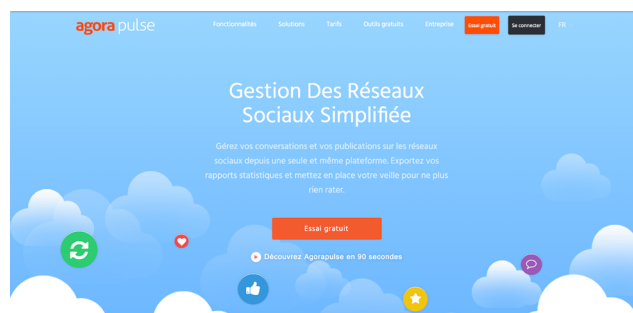 agora pulse
Fonctionnalités Solutions Tarifs Outils gratuits Entreprise Essai gratuit Se connecter FR
Gestion Des Réseaux
Sociaux Simplifiée
Gérez vos conversations et vos publications sur les réseaux
sociaux depuis une seule et même plateforme. Exportez vos
rapports statistiques et mettez en place votre veille pour ne plus
rien rater.
Essai gratuit
Découvrez Agorapulse en 90 secondes